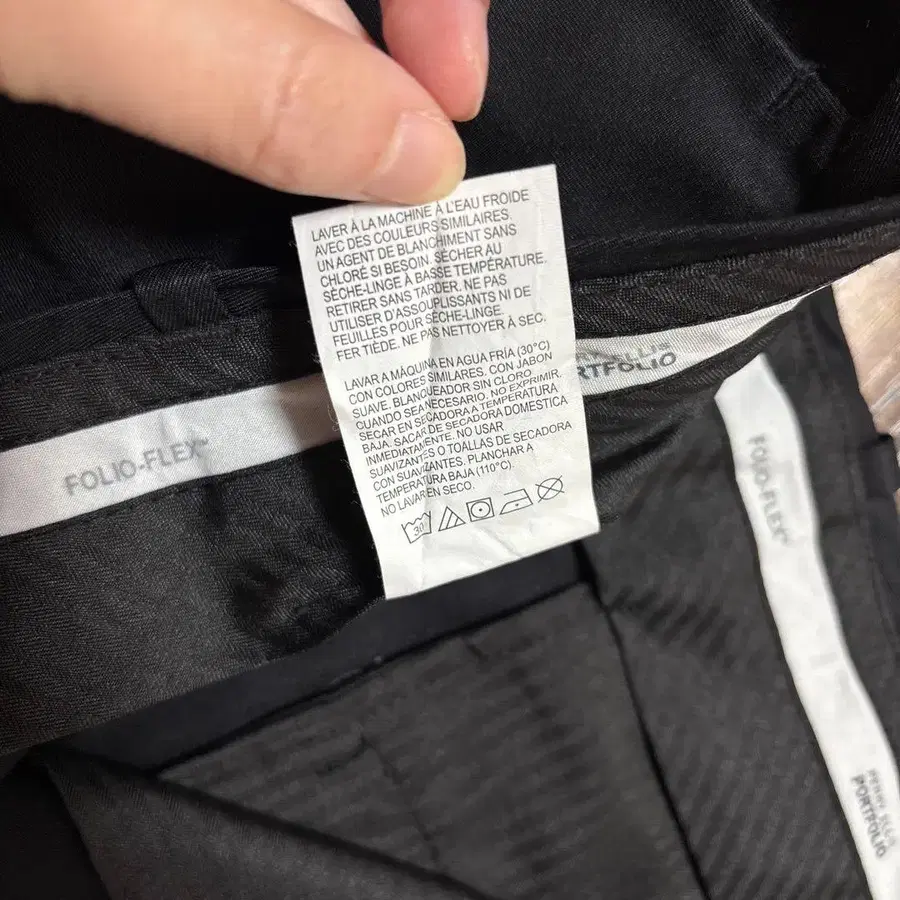 LAVER À LA MACHINE À L'EAU FROIDE
AVEC DES COULEURS SIMILAIRES.
UN AGENT DE BLANCHIMENT SANS
CHLORÉ SI BESOIN. SÉCHER AU
SÈCHE-LINGE À BASSE TEMPÉRATURE.
RETIRER SANS TARDER. NE PAS
UTILISER D'ASSOUPLISSANTS NI DE
FEUILLES POUR SÈCHE-LINGE.
FER TIÈDE. NE PAS NETTOYER À SEC.
LAVAR A MÁQUINA EN AGUA FRÍA (30°C)
CON COLORES SIMILARES. CON JABON
SUAVE. BLANQUEADOR SIN CLORO
CUANDO SEA NECESARIO. NO EXPRIMIR.
SECAR EN SECADORA A TEMPERATURA
BAJA. SACAR DE SECADORA DOMESTICA
INMEDIATAMENTE. NO USAR
SUAVIZANTES O TOALLAS DE SECADORA
CON SUAVIZANTES. PLANCHAR A
TEMPERATURA BAJA (110°C).
NO LAVAR EN SECO.
30
FOLIO-FLEX
PORTFOLIO
FOLIO-FLEX
PERRY ELLIS
PORTFOLIO